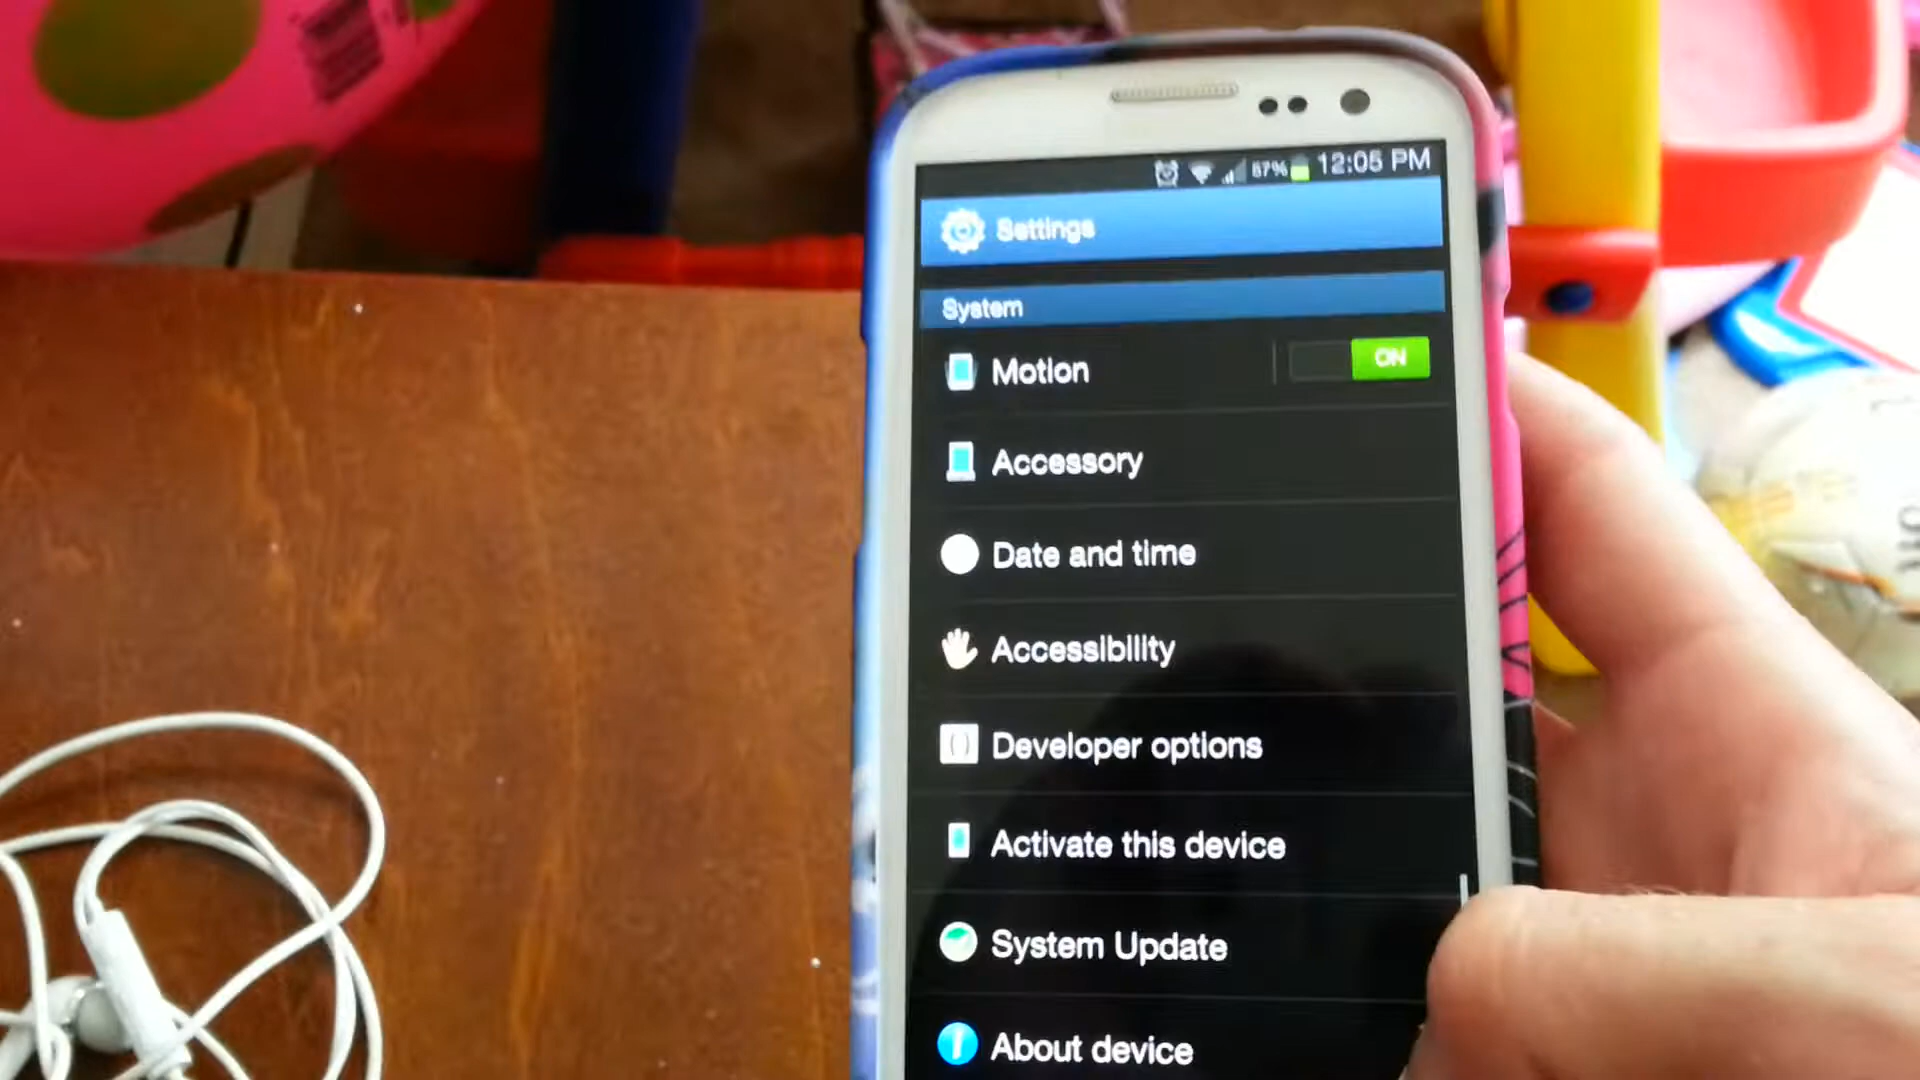 57% 12:05 PM
Settings
System
Motion ON
Accessory
Date and time
Accessibility
Developer options
Activate this device
System Update
About device